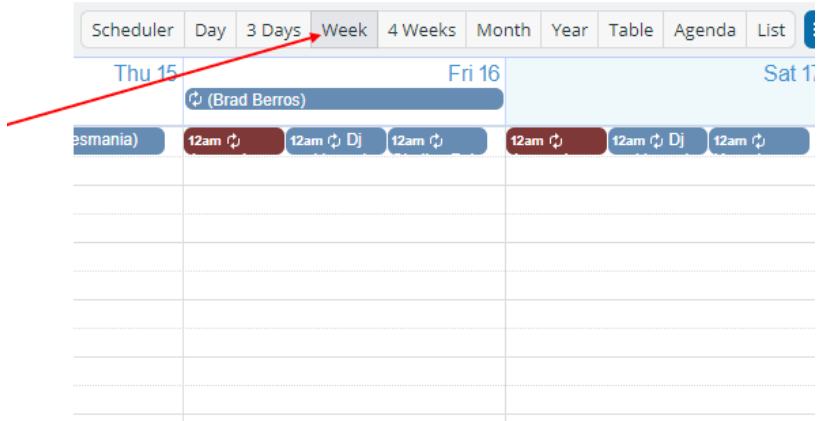 Scheduler Day 3 Days Week 4 Weeks Month Year Table Agenda List
Thu 15 Fri 16 Sat 17
(Brad Berros)
esmania) 12am 12am Dj 12am 12am 12am Dj 12am